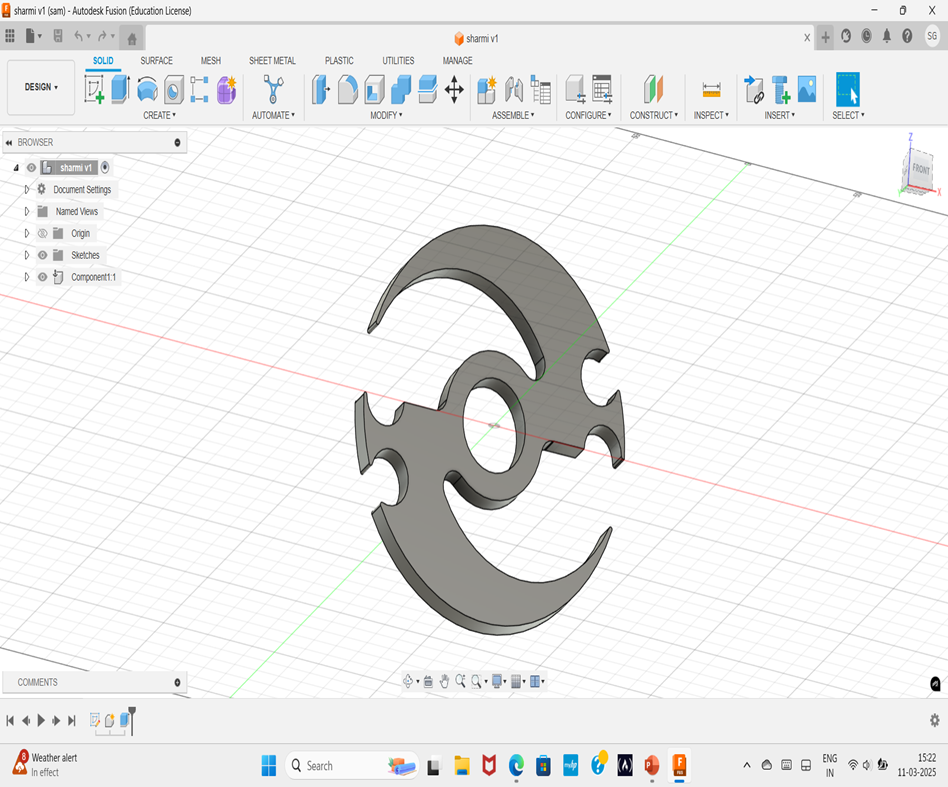 sharmi v1 (sam) - Autodesk Fusion (Education License)
sharmi v1
SG
SOLID SURFACE MESH SHEET METAL PLASTIC UTILITIES MANAGE
DESIGN
CREATE AUTOMATE MODIFY ASSEMBLE CONFIGURE CONSTRUCT INSPECT INSERT SELECT
BROWSER
sharmi v1
Document Settings
Named Views
Origin
Sketches
Component1:1
Z
FRONT
X
COMMENTS
8
Weather alert
In effect
Search
ENG
IN
15:22
11-03-2025